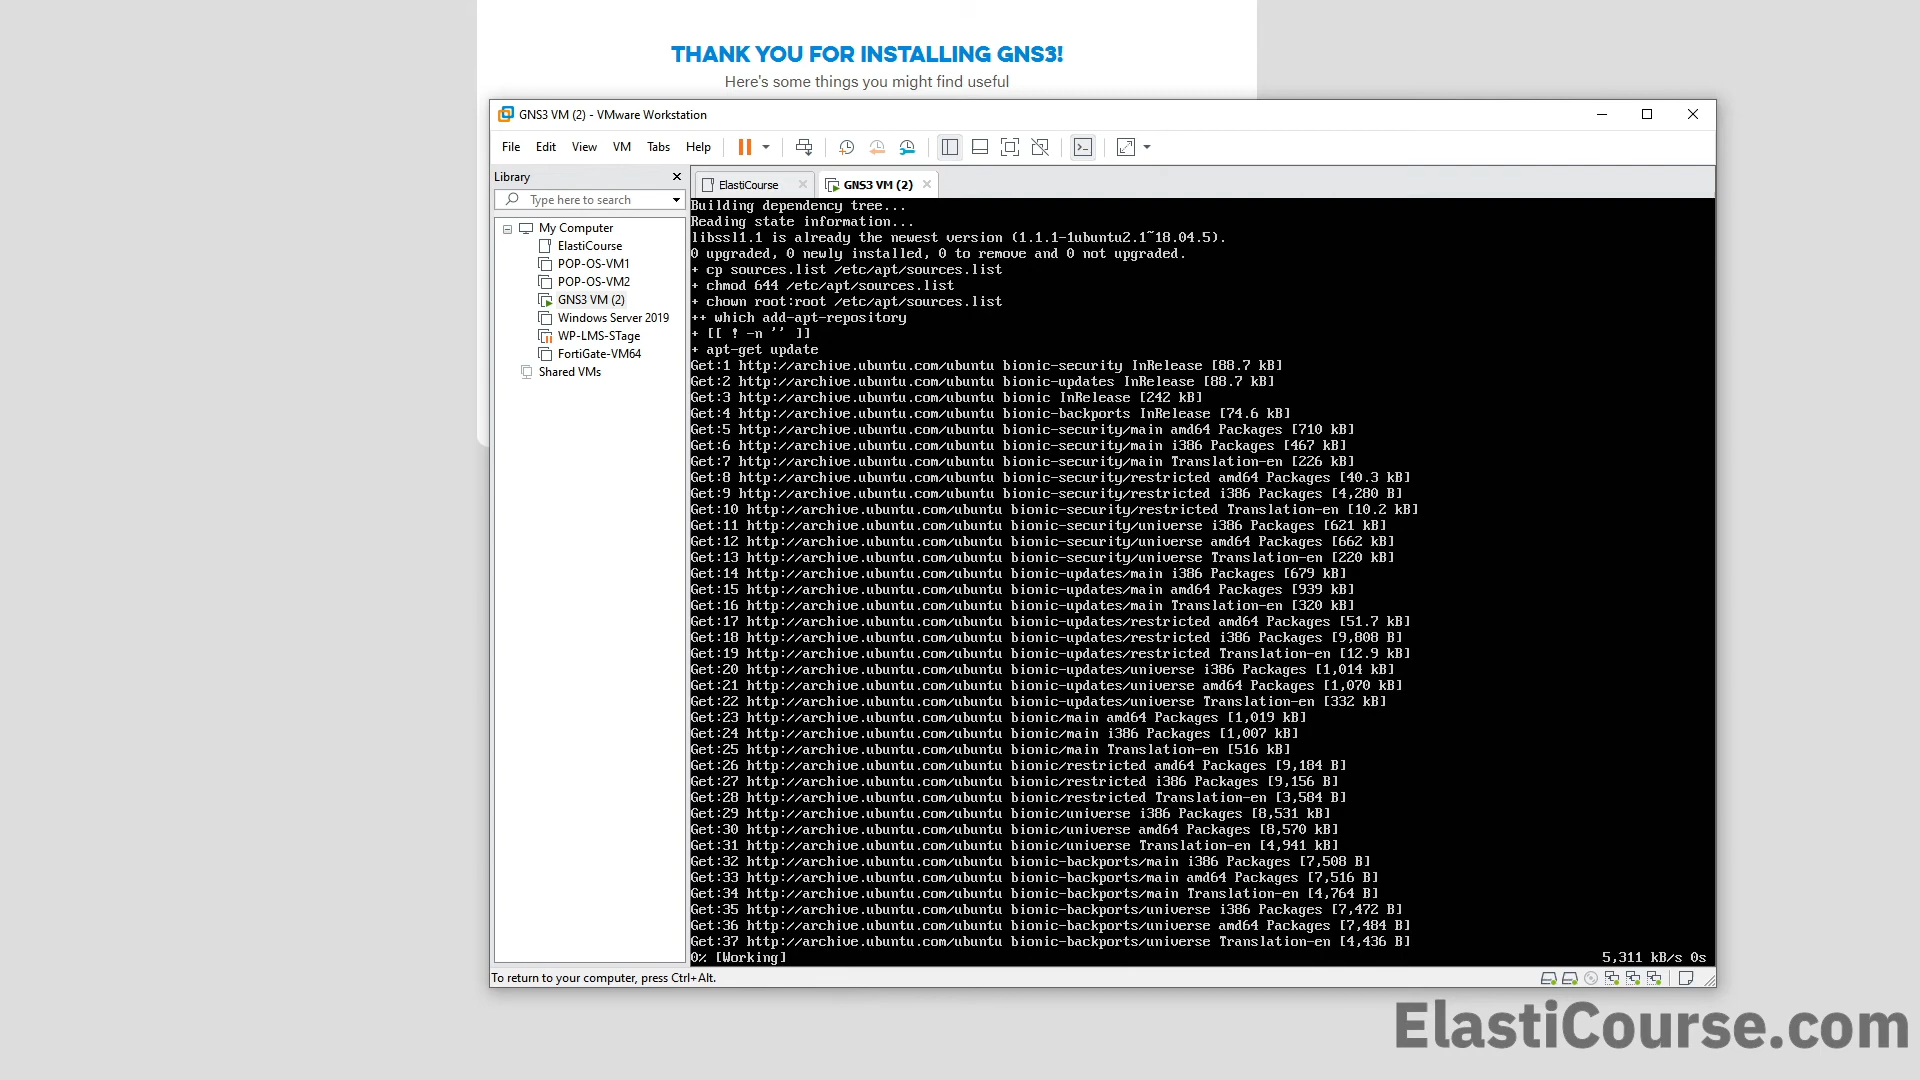 THANK YOU FOR INSTALLING GNS3!
Here's some things you might find useful
GNS3 VM (2) - VMware Workstation
File Edit View VM Tabs Help
Library
Type here to search
My Computer
ElastiCourse
POP-OS-VM1
POP-OS-VM2
GNS3 VM (2)
Windows Server 2019
WP-LMS-STage
FortiGate-VM64
Shared VMs
ElastiCourse GNS3 VM (2)
Building dependency tree...
Reading state information...
libssl1.1 is already the newest version (1.1.1-1ubuntu2.1~18.04.5).
0 upgraded, 0 newly installed, 0 to remove and 0 not upgraded.
+ cp sources.list /etc/apt/sources.list
+ chmod 644 /etc/apt/sources.list
+ chown root:root /etc/apt/sources.list
++ which add-apt-repository
+ [[ ! -n '' ]]
+ apt-get update
Get:1 http://archive.ubuntu.com/ubuntu bionic-security InRelease [88.7 kB]
Get:2 http://archive.ubuntu.com/ubuntu bionic-updates InRelease [88.7 kB]
Get:3 http://archive.ubuntu.com/ubuntu bionic InRelease [242 kB]
Get:4 http://archive.ubuntu.com/ubuntu bionic-backports InRelease [74.6 kB]
Get:5 http://archive.ubuntu.com/ubuntu bionic-security/main amd64 Packages [710 kB]
Get:6 http://archive.ubuntu.com/ubuntu bionic-security/main i386 Packages [467 kB]
Get:7 http://archive.ubuntu.com/ubuntu bionic-security/main Translation-en [226 kB]
Get:8 http://archive.ubuntu.com/ubuntu bionic-security/restricted amd64 Packages [40.3 kB]
Get:9 http://archive.ubuntu.com/ubuntu bionic-security/restricted i386 Packages [4,280 B]
Get:10 http://archive.ubuntu.com/ubuntu bionic-security/restricted Translation-en [10.2 kB]
Get:11 http://archive.ubuntu.com/ubuntu bionic-security/universe i386 Packages [621 kB]
Get:12 http://archive.ubuntu.com/ubuntu bionic-security/universe amd64 Packages [662 kB]
Get:13 http://archive.ubuntu.com/ubuntu bionic-security/universe Translation-en [220 kB]
Get:14 http://archive.ubuntu.com/ubuntu bionic-updates/main i386 Packages [679 kB]
Get:15 http://archive.ubuntu.com/ubuntu bionic-updates/main amd64 Packages [939 kB]
Get:16 http://archive.ubuntu.com/ubuntu bionic-updates/main Translation-en [320 kB]
Get:17 http://archive.ubuntu.com/ubuntu bionic-updates/restricted amd64 Packages [51.7 kB]
Get:18 http://archive.ubuntu.com/ubuntu bionic-updates/restricted i386 Packages [9,808 B]
Get:19 http://archive.ubuntu.com/ubuntu bionic-updates/restricted Translation-en [12.9 kB]
Get:20 http://archive.ubuntu.com/ubuntu bionic-updates/universe i386 Packages [1,014 kB]
Get:21 http://archive.ubuntu.com/ubuntu bionic-updates/universe amd64 Packages [1,070 kB]
Get:22 http://archive.ubuntu.com/ubuntu bionic-updates/universe Translation-en [332 kB]
Get:23 http://archive.ubuntu.com/ubuntu bionic/main amd64 Packages [1,019 kB]
Get:24 http://archive.ubuntu.com/ubuntu bionic/main i386 Packages [1,007 kB]
Get:25 http://archive.ubuntu.com/ubuntu bionic/main Translation-en [516 kB]
Get:26 http://archive.ubuntu.com/ubuntu bionic/restricted amd64 Packages [9,184 B]
Get:27 http://archive.ubuntu.com/ubuntu bionic/restricted i386 Packages [9,156 B]
Get:28 http://archive.ubuntu.com/ubuntu bionic/restricted Translation-en [3,584 B]
Get:29 http://archive.ubuntu.com/ubuntu bionic/universe i386 Packages [8,531 kB]
Get:30 http://archive.ubuntu.com/ubuntu bionic/universe amd64 Packages [8,570 kB]
Get:31 http://archive.ubuntu.com/ubuntu bionic/universe Translation-en [4,941 kB]
Get:32 http://archive.ubuntu.com/ubuntu bionic-backports/main i386 Packages [7,508 B]
Get:33 http://archive.ubuntu.com/ubuntu bionic-backports/main amd64 Packages [7,516 B]
Get:34 http://archive.ubuntu.com/ubuntu bionic-backports/main Translation-en [4,764 B]
Get:35 http://archive.ubuntu.com/ubuntu bionic-backports/universe i386 Packages [7,472 B]
Get:36 http://archive.ubuntu.com/ubuntu bionic-backports/universe amd64 Packages [7,484 B]
Get:37 http://archive.ubuntu.com/ubuntu bionic-backports/universe Translation-en [4,436 B]
0% [Working] 5,311 kB/s 0s
To return to your computer, press Ctrl+Alt.
ElastiCourse.com